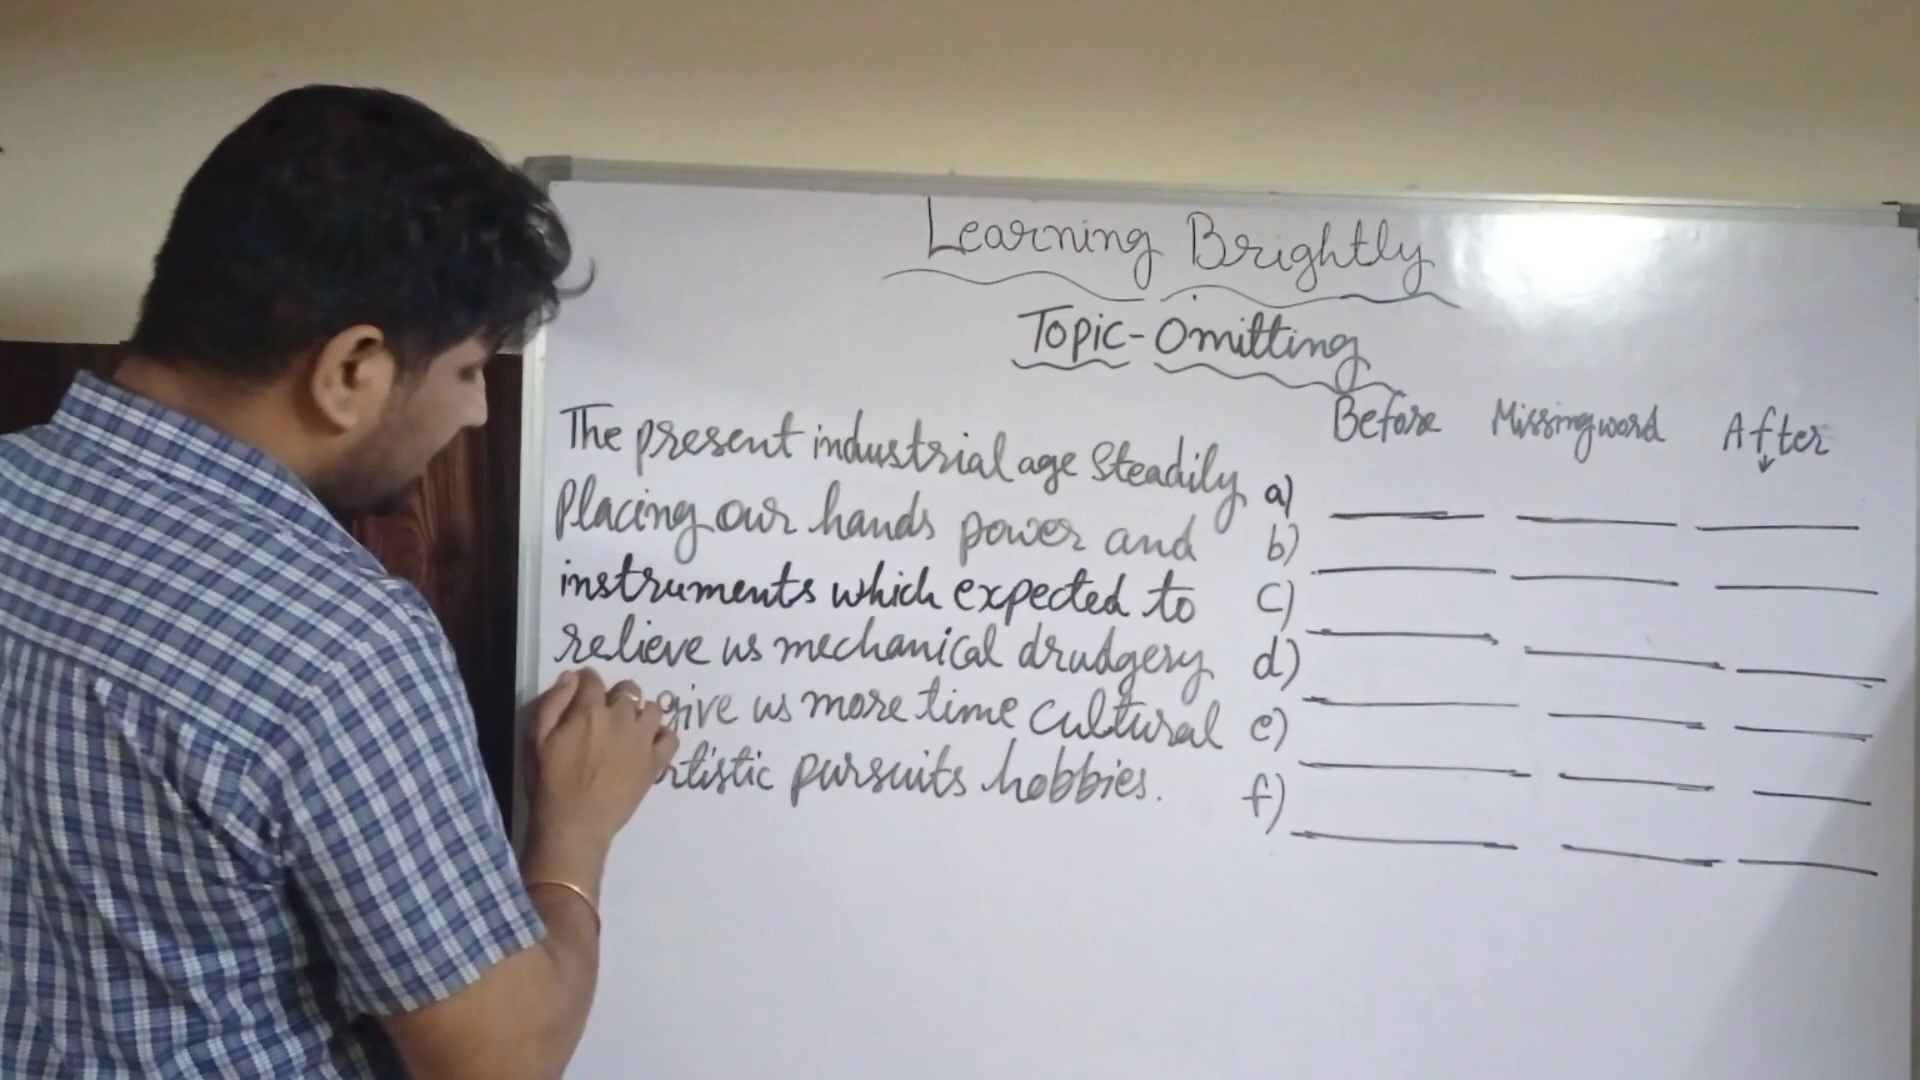 Learning Brightly
Topic-Omitting
Before Missing word After
The present industrial age Steadily a)
Placing our hands power and b)
instruments which expected to c)
relieve us mechanical drudgery d)
give us more time cultural e)
pursuits hobbies. f)